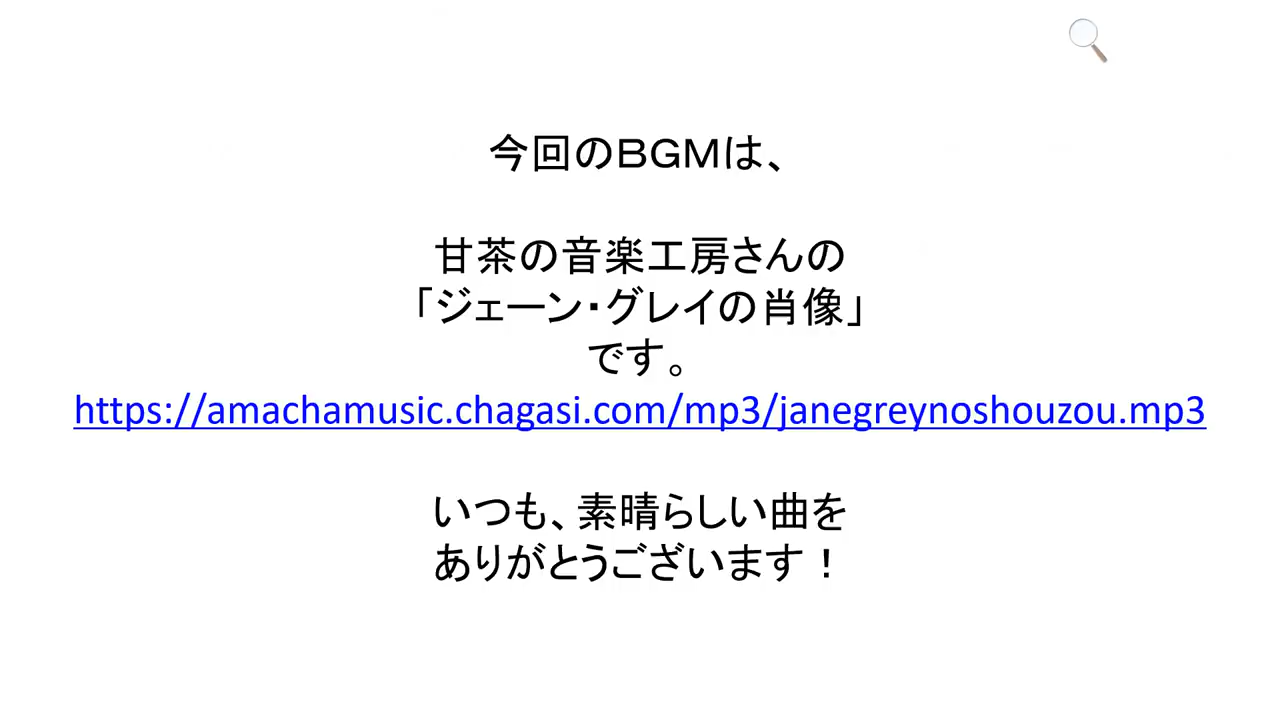 今回のＢＧＭは、
甘茶の音楽工房さんの
「ジェーン・グレイの肖像」
です。
https://amachamusic.chagasi.com/mp3/janegreynoshouzou.mp3
いつも、素晴らしい曲を
ありがとうございます！